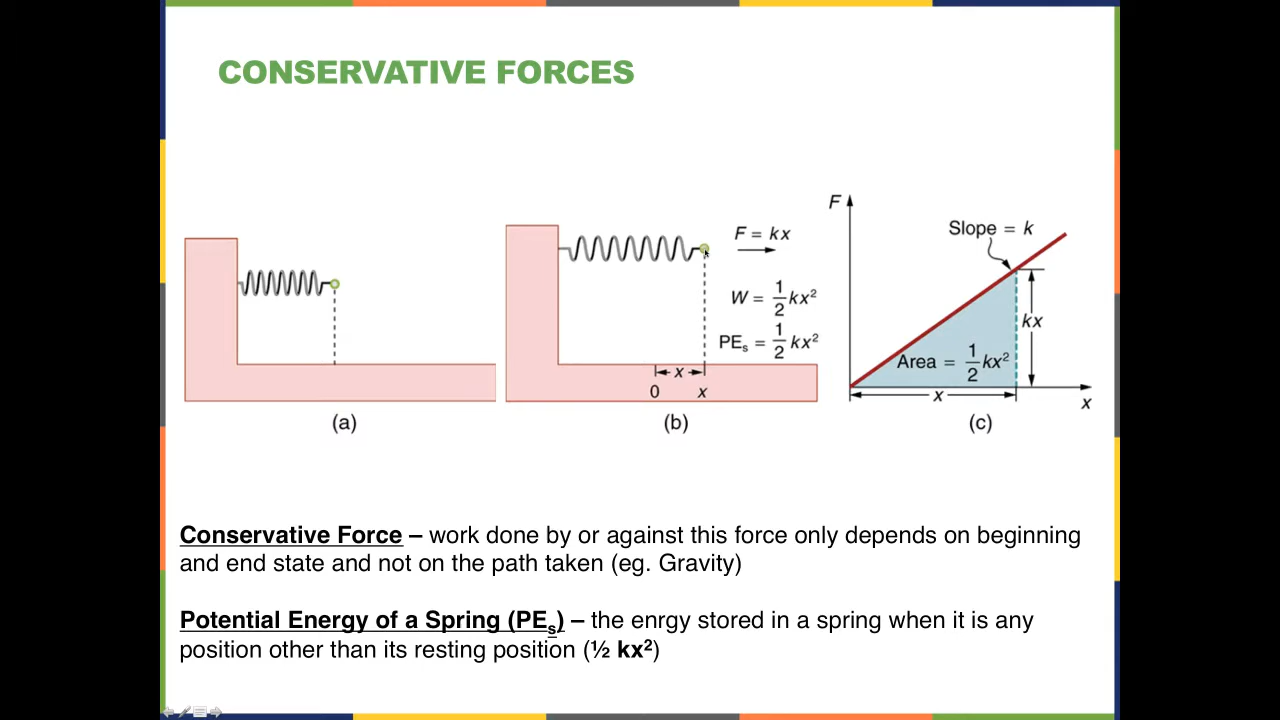 CONSERVATIVE FORCES
(a)
F = kx
W = 1/2 kx²
PEs = 1/2 kx²
x
0 x
(b)
F
Slope = k
kx
Area = 1/2 kx²
x
x
(c)
Conservative Force – work done by or against this force only depends on beginning
and end state and not on the path taken (eg. Gravity)
Potential Energy of a Spring (PEs) – the enrgy stored in a spring when it is any
position other than its resting position (½ kx²)